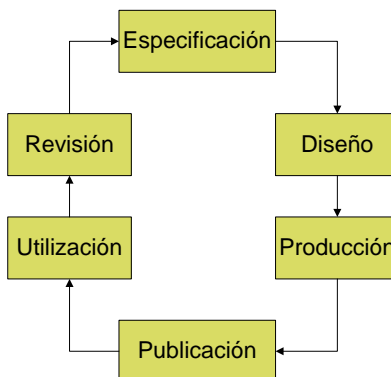 Especificación
Revisión
Diseño
Utilización
Producción
Publicación